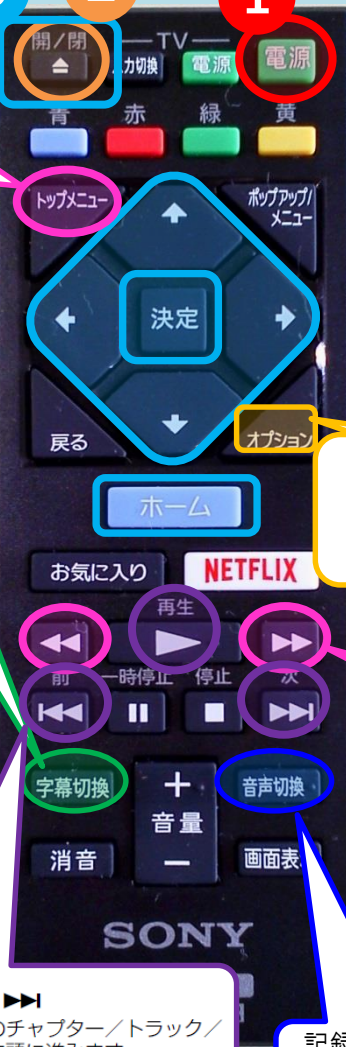 1
開/閉
TV
入力切換
電源
電源
青
赤
緑
黄
トップメニュー
ポップアップ/
メニュー
決定
戻る
オプション
ホーム
お気に入り
NETFLIX
再生
前
一時停止
停止
次
字幕切換
＋
音量
－
音声切換
消音
画面表
SONY
のチャプター／トラック／
記録